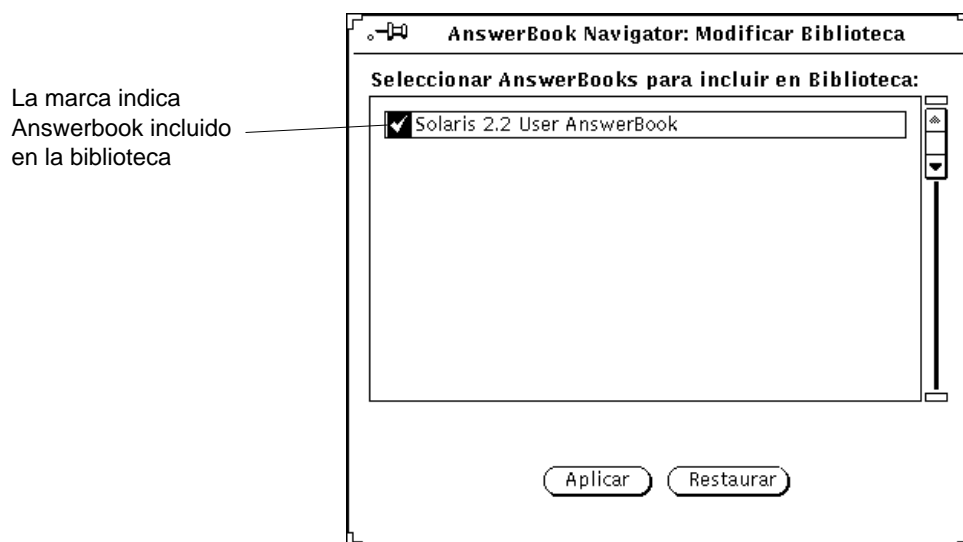 AnswerBook Navigator: Modificar Biblioteca
Seleccionar AnswerBooks para incluir en Biblioteca:
La marca indica
Answerbook incluido
en la biblioteca
Solaris 2.2 User AnswerBook
Aplicar
Restaurar